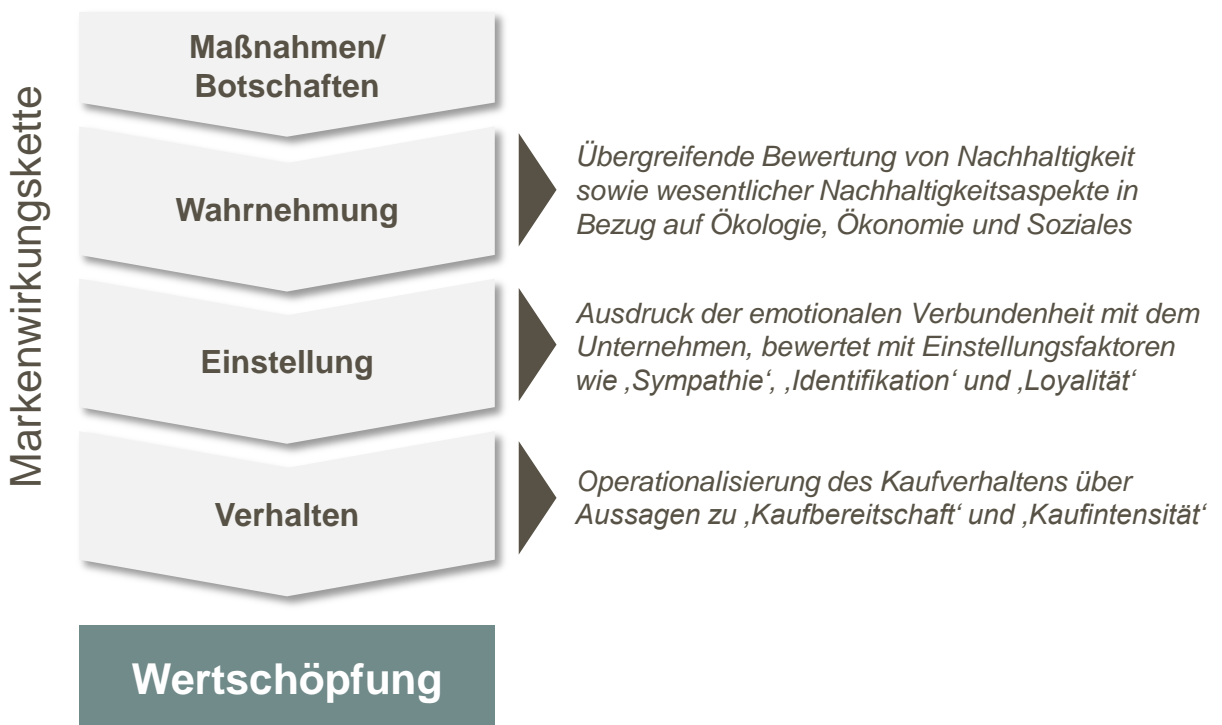 Markenwirkungskette
Maßnahmen/
Botschaften
Wahrnehmung
Übergreifende Bewertung von Nachhaltigkeit
sowie wesentlicher Nachhaltigkeitsaspekte in
Bezug auf Ökologie, Ökonomie und Soziales
Einstellung
Ausdruck der emotionalen Verbundenheit mit dem
Unternehmen, bewertet mit Einstellungsfaktoren
wie ‚Sympathie‘, ‚Identifikation‘ und ‚Loyalität‘
Verhalten
Operationalisierung des Kaufverhaltens über
Aussagen zu ‚Kaufbereitschaft‘ und ‚Kaufintensität‘
Wertschöpfung